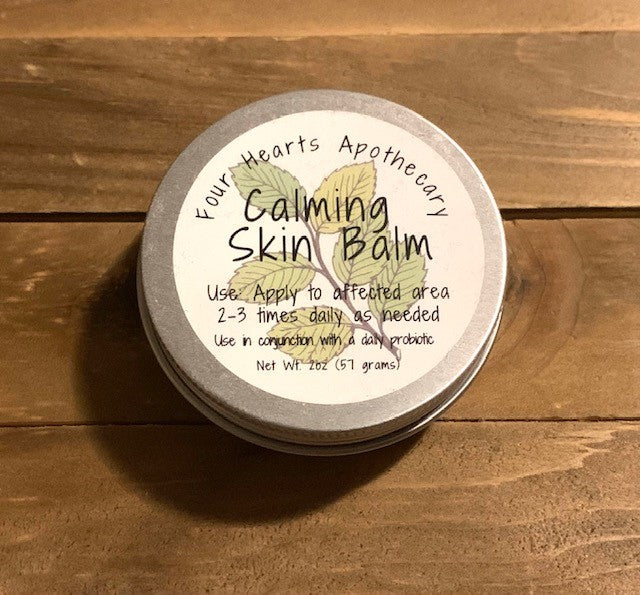 Four Hearts Apothecary
Calming
Skin Balm
Use: Apply to affected area
2-3 times daily as needed
Use in conjunction with a daily probiotic
Net Wt. 2oz (57 grams)